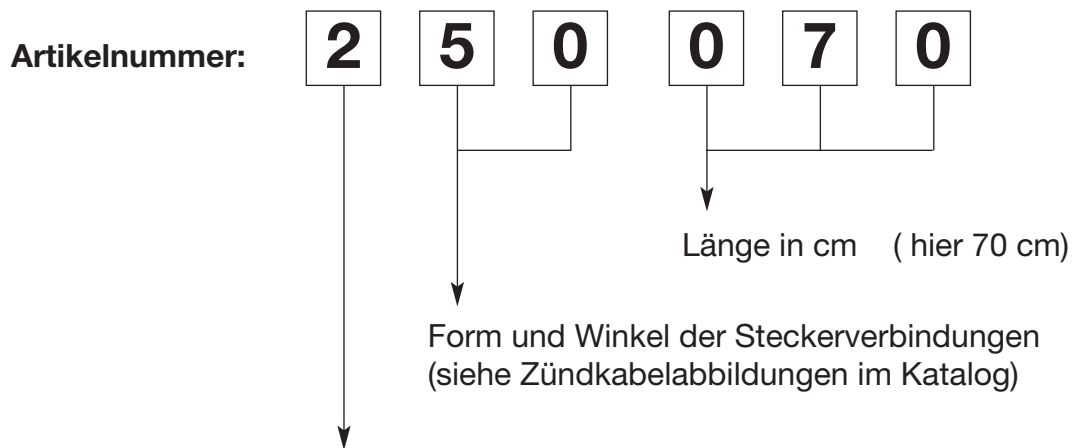 Artikelnummer: 2 5 0 0 7 0
Länge in cm ( hier 70 cm)
Form und Winkel der Steckerverbindungen
(siehe Zündkabelabbildungen im Katalog)